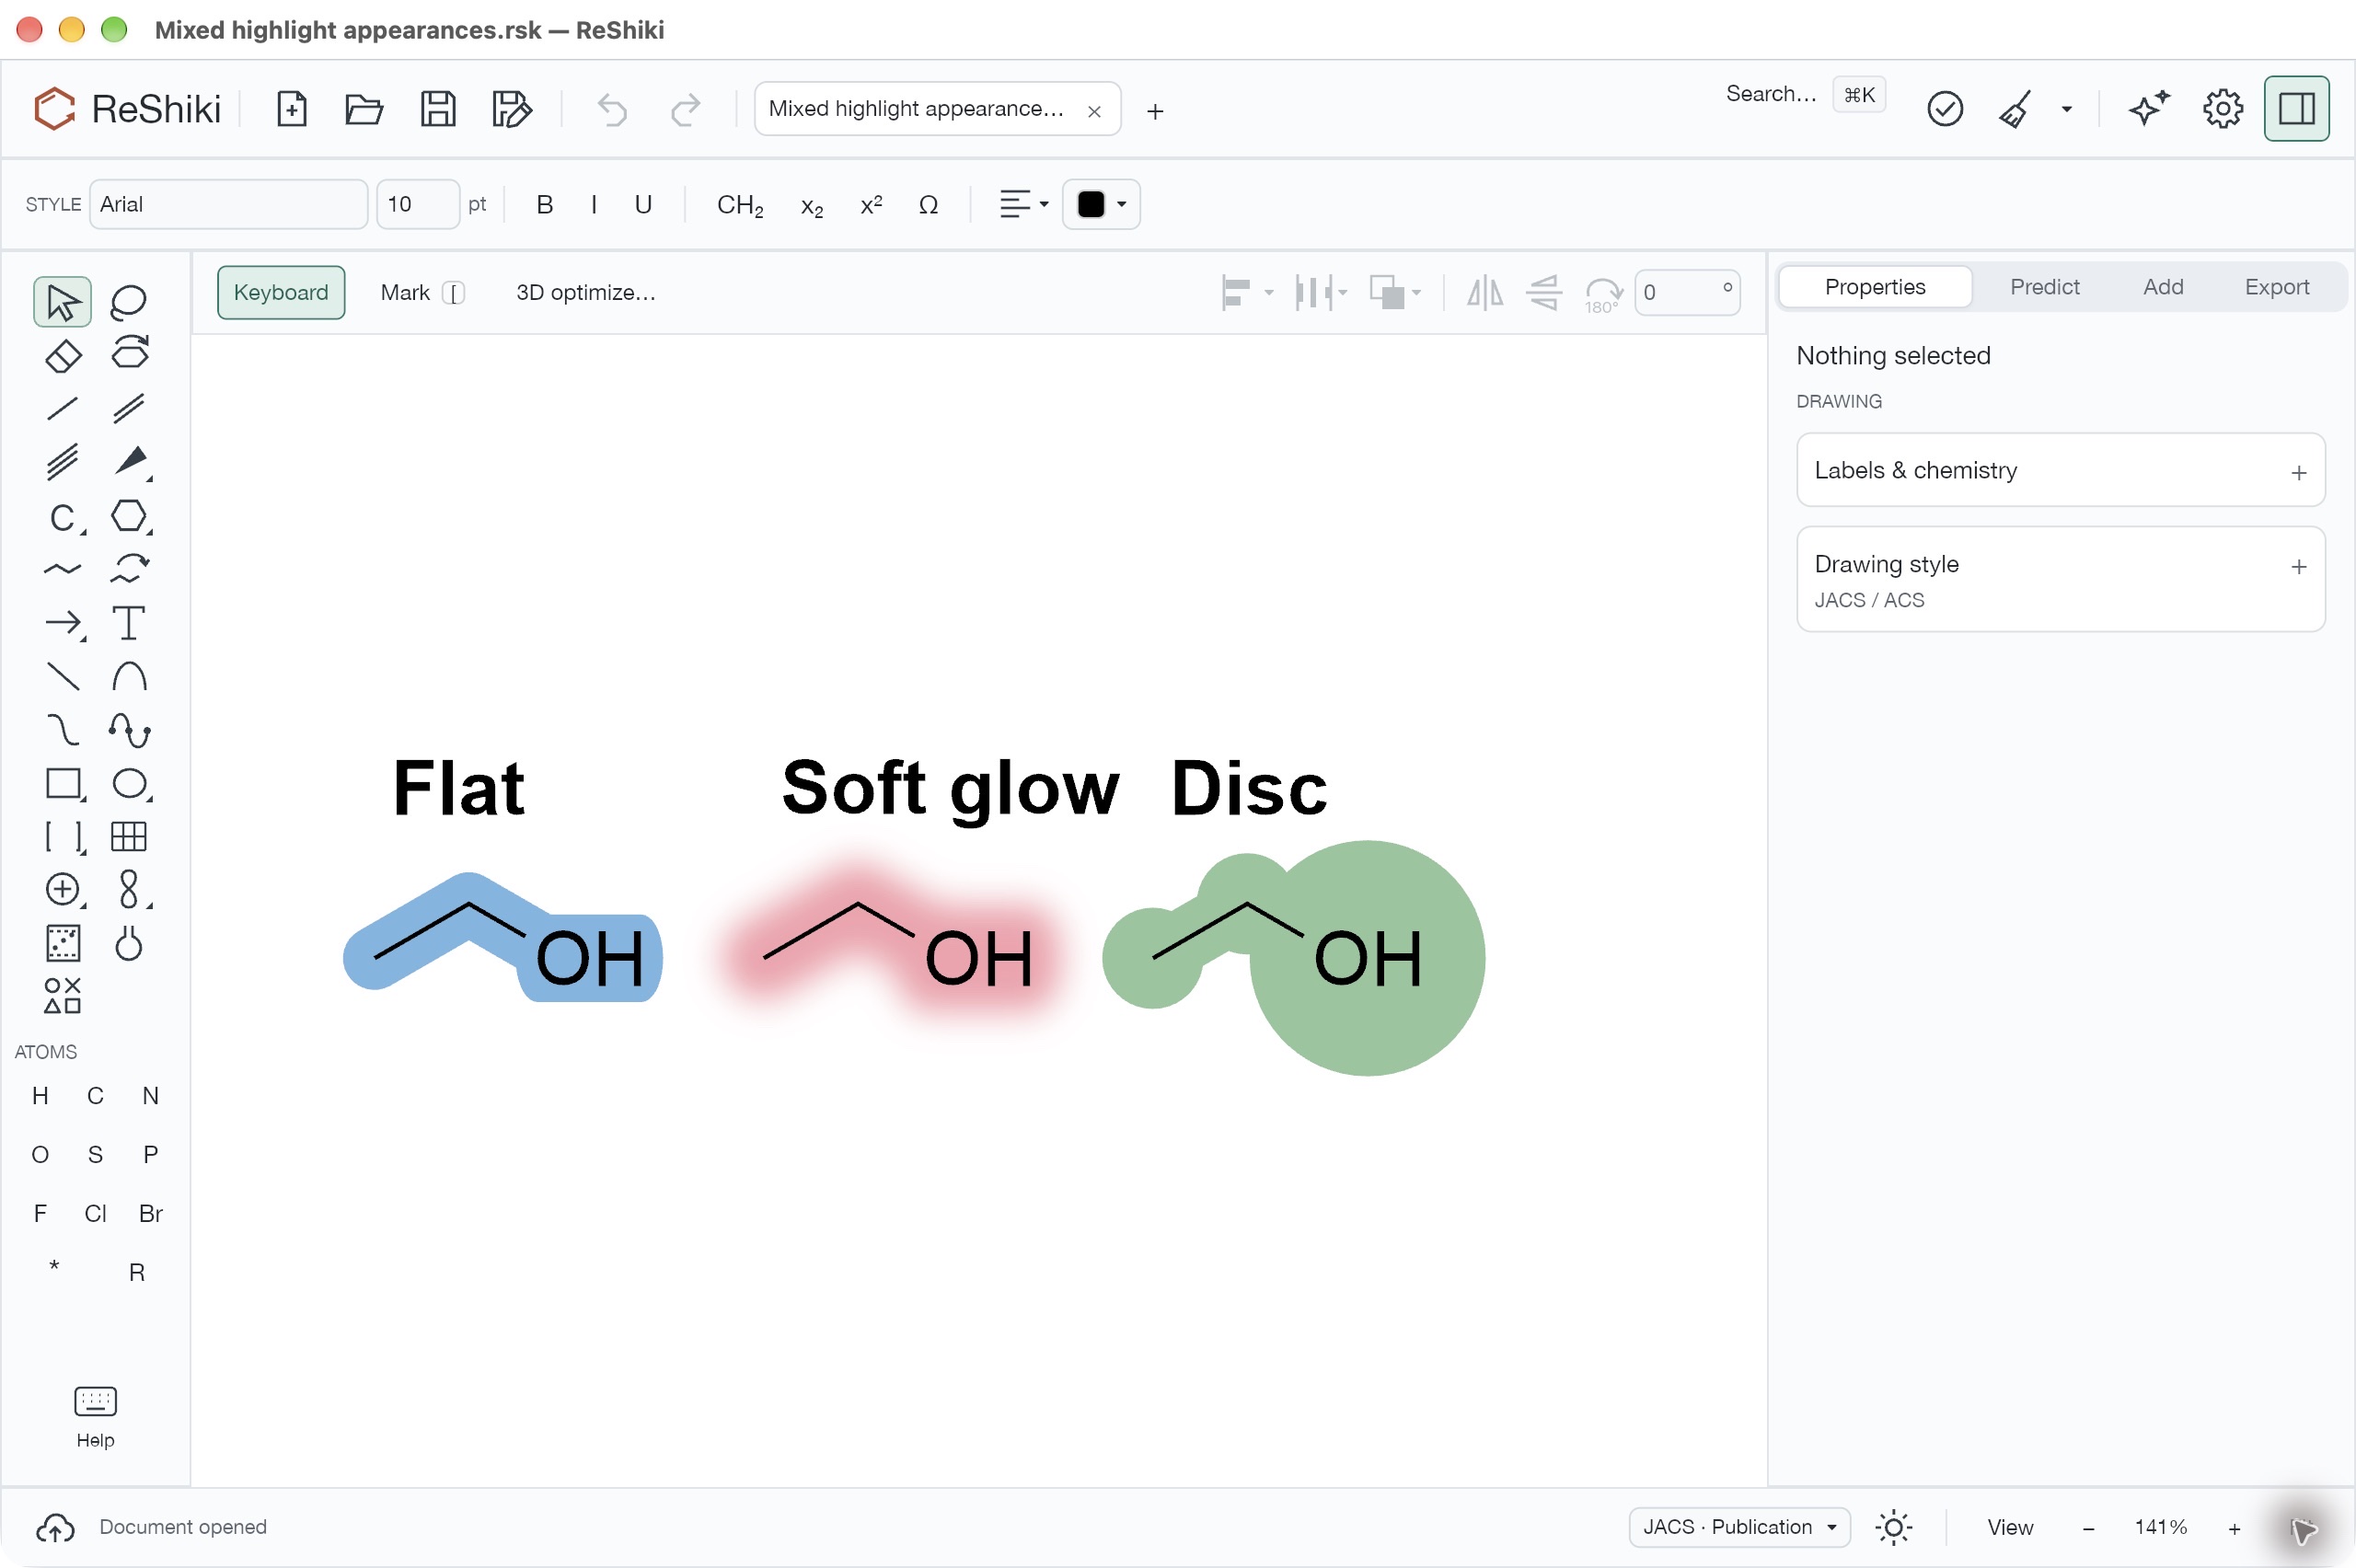 Mixed highlight appearances.rsk — ReShiki
ReShiki
Mixed highlight appearance...
Search...
⌘K
STYLE
Arial
10
pt
B
I
U
CH₂
x₂
x²
Ω
Keyboard
Mark [
3D optimize...
180°
0 °
Properties
Predict
Add
Export
Nothing selected
DRAWING
Labels & chemistry +
Drawing style +
JACS / ACS
C
T
Flat
Soft glow
Disc
OH
OH
OH
ATOMS
H C N
O S P
F Cl Br
* R
Help
Document opened
JACS · Publication
View
− 141% +